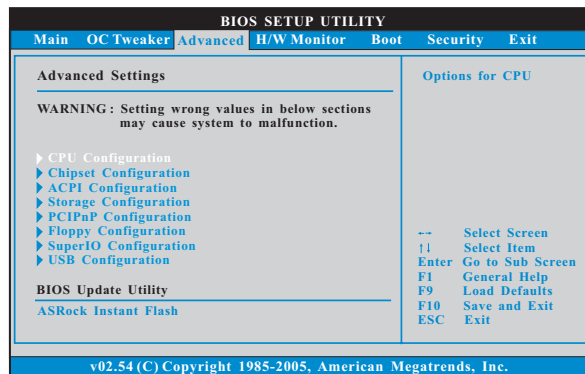 BIOS SETUP UTILITY
Main OC Tweaker Advanced H/W Monitor Boot Security Exit
Advanced Settings
WARNING : Setting wrong values in below sections
may cause system to malfunction.
CPU Configuration
Chipset Configuration
ACPI Configuration
Storage Configuration
PCIPnP Configuration
Floppy Configuration
SuperIO Configuration
USB Configuration
BIOS Update Utility
ASRock Instant Flash
Options for CPU
←→ Select Screen
↑↓ Select Item
Enter Go to Sub Screen
F1 General Help
F9 Load Defaults
F10 Save and Exit
ESC Exit
v02.54 (C) Copyright 1985-2005, American Megatrends, Inc.